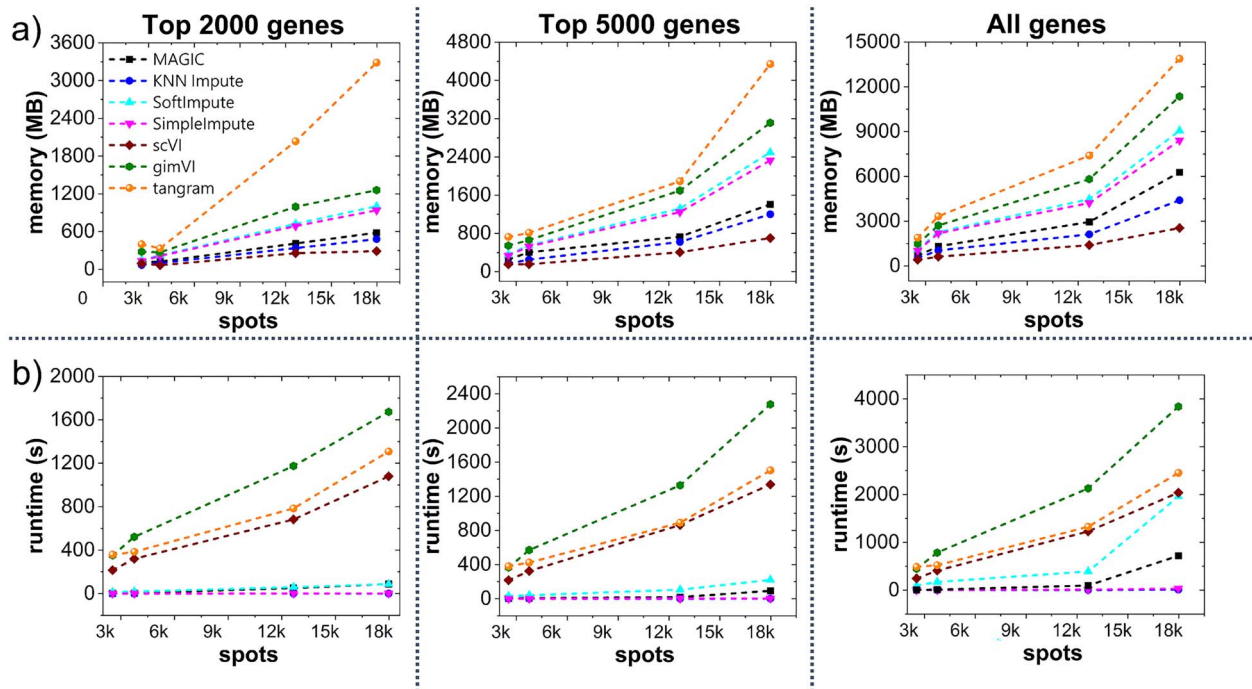 a)
Top 2000 genes
Top 5000 genes
All genes
memory (MB)
3600
3000
2400
1800
1200
600
0
MAGIC
KNN Impute
SoftImpute
SimpleImpute
scVI
gimVI
tangram
0 3k 6k 9k 12k 15k 18k
spots
memory (MB)
4800
4000
3200
2400
1600
800
0
3k 6k 9k 12k 15k 18k
spots
memory (MB)
15000
12000
9000
6000
3000
0
3k 6k 9k 12k 15k 18k
spots
b)
runtime (s)
2000
1600
1200
800
400
0
3k 6k 9k 12k 15k 18k
spots
runtime (s)
2400
2000
1600
1200
800
400
0
3k 6k 9k 12k 15k 18k
spots
runtime (s)
4000
3000
2000
1000
0
3k 6k 9k 12k 15k 18k
spots